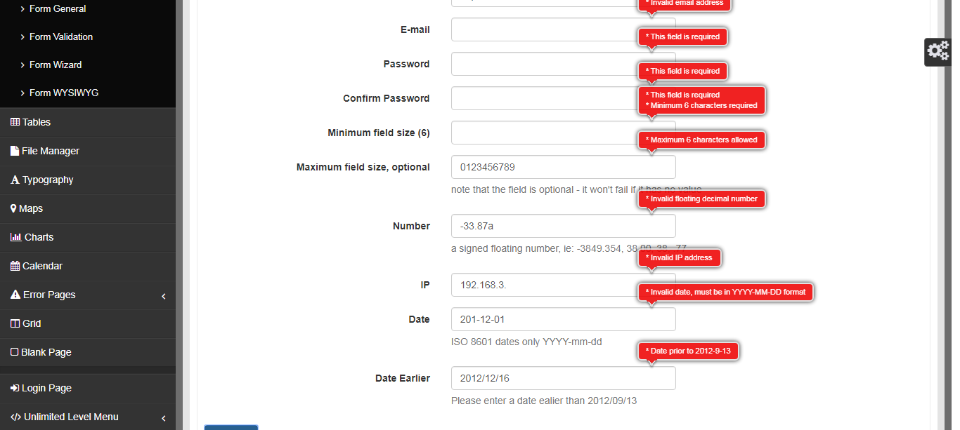 Form General
Form Validation
Form Wizard
Form WYSIWYG
Tables
File Manager
Typography
Maps
Charts
Calendar
Error Pages
Grid
Blank Page
Login Page
Unlimited Level Menu
* Invalid email address
E-mail
* This field is required
Password
* This field is required
Confirm Password
* This field is required
* Minimum 6 characters required
Minimum field size (6)
* Maximum 6 characters allowed
Maximum field size, optional
0123456789
note that the field is optional - it won't fail if it has no value
* Invalid floating decimal number
Number
-33.87a
a signed floating number, ie: -3849.354, 38.00, 38, .77
* Invalid IP address
IP
192.168.3.
* Invalid date, must be in YYYY-MM-DD format
Date
201-12-01
ISO 8601 dates only YYYY-mm-dd
* Date prior to 2012-9-13
Date Earlier
2012/12/16
Please enter a date ealier than 2012/09/13